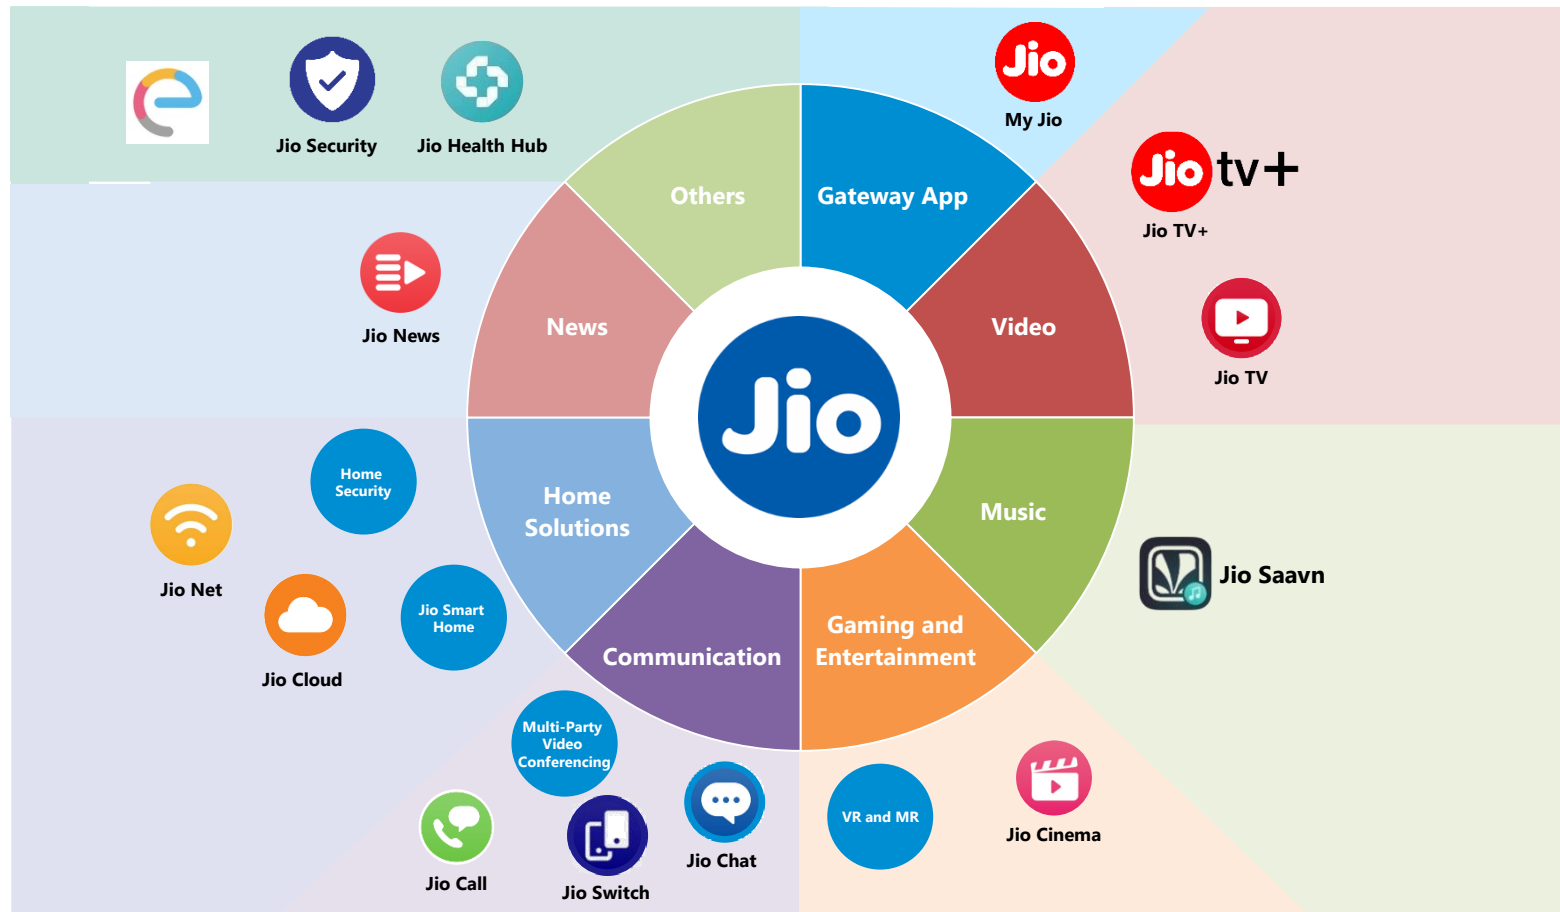 Jio
My Jio
Jio Security
Jio Health Hub
Jio tv+
Jio TV+
Others
Gateway App
Jio News
News
Video
Jio TV
Jio
Home
Security
Home
Solutions
Music
Jio Net
Jio Smart
Home
Jio Saavn
Jio Cloud
Communication
Gaming and
Entertainment
Multi-Party
Video
Conferencing
VR and MR
Jio Cinema
Jio Chat
Jio Call
Jio Switch